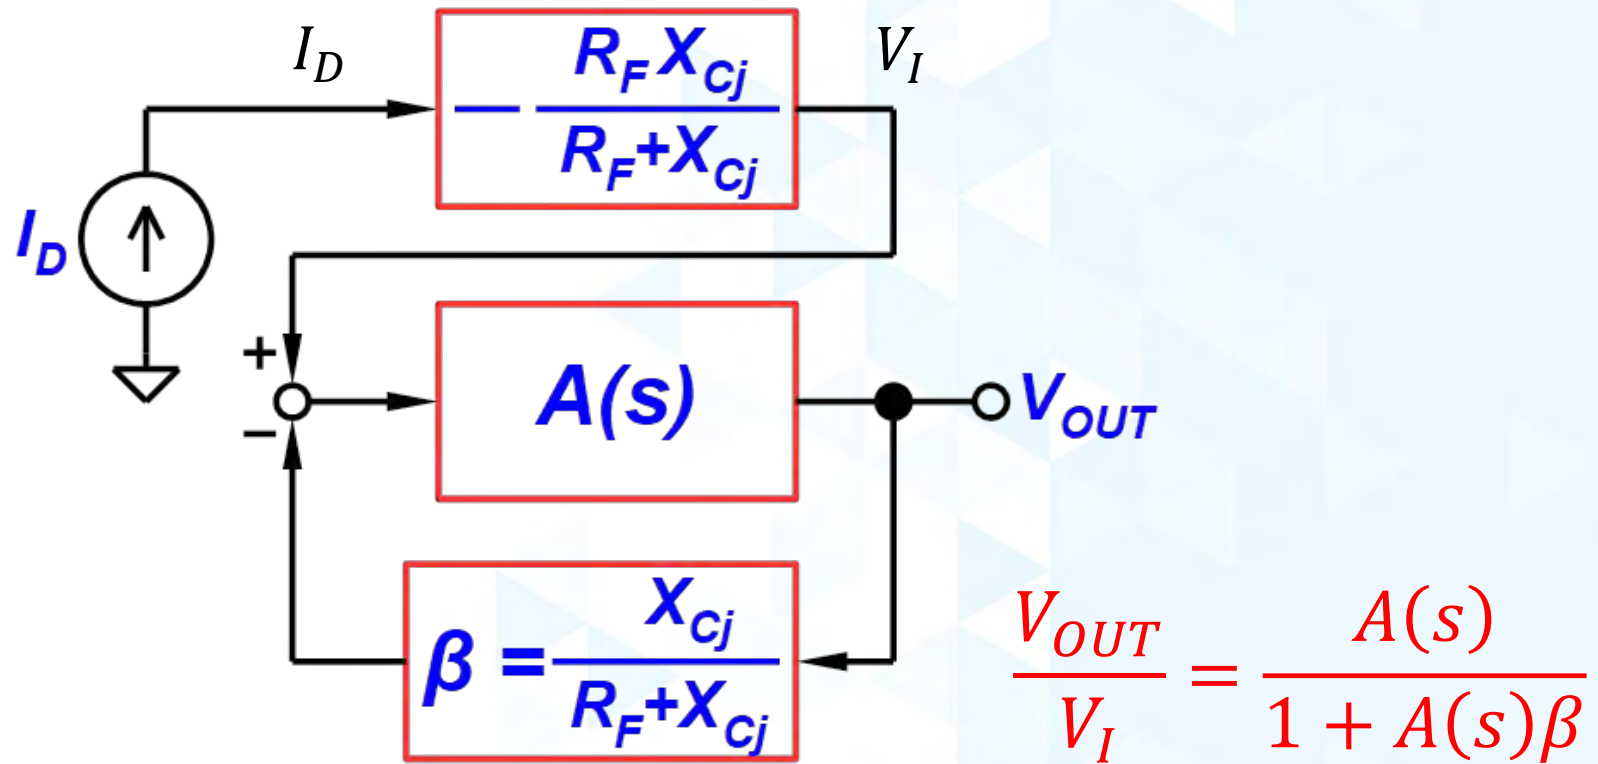 I_D
− R_F X_Cj / R_F+X_Cj
V_I
I_D
+
A(s)
V_OUT
−
β = X_Cj / R_F+X_Cj
V_OUT / V_I = A(s) / 1 + A(s)β